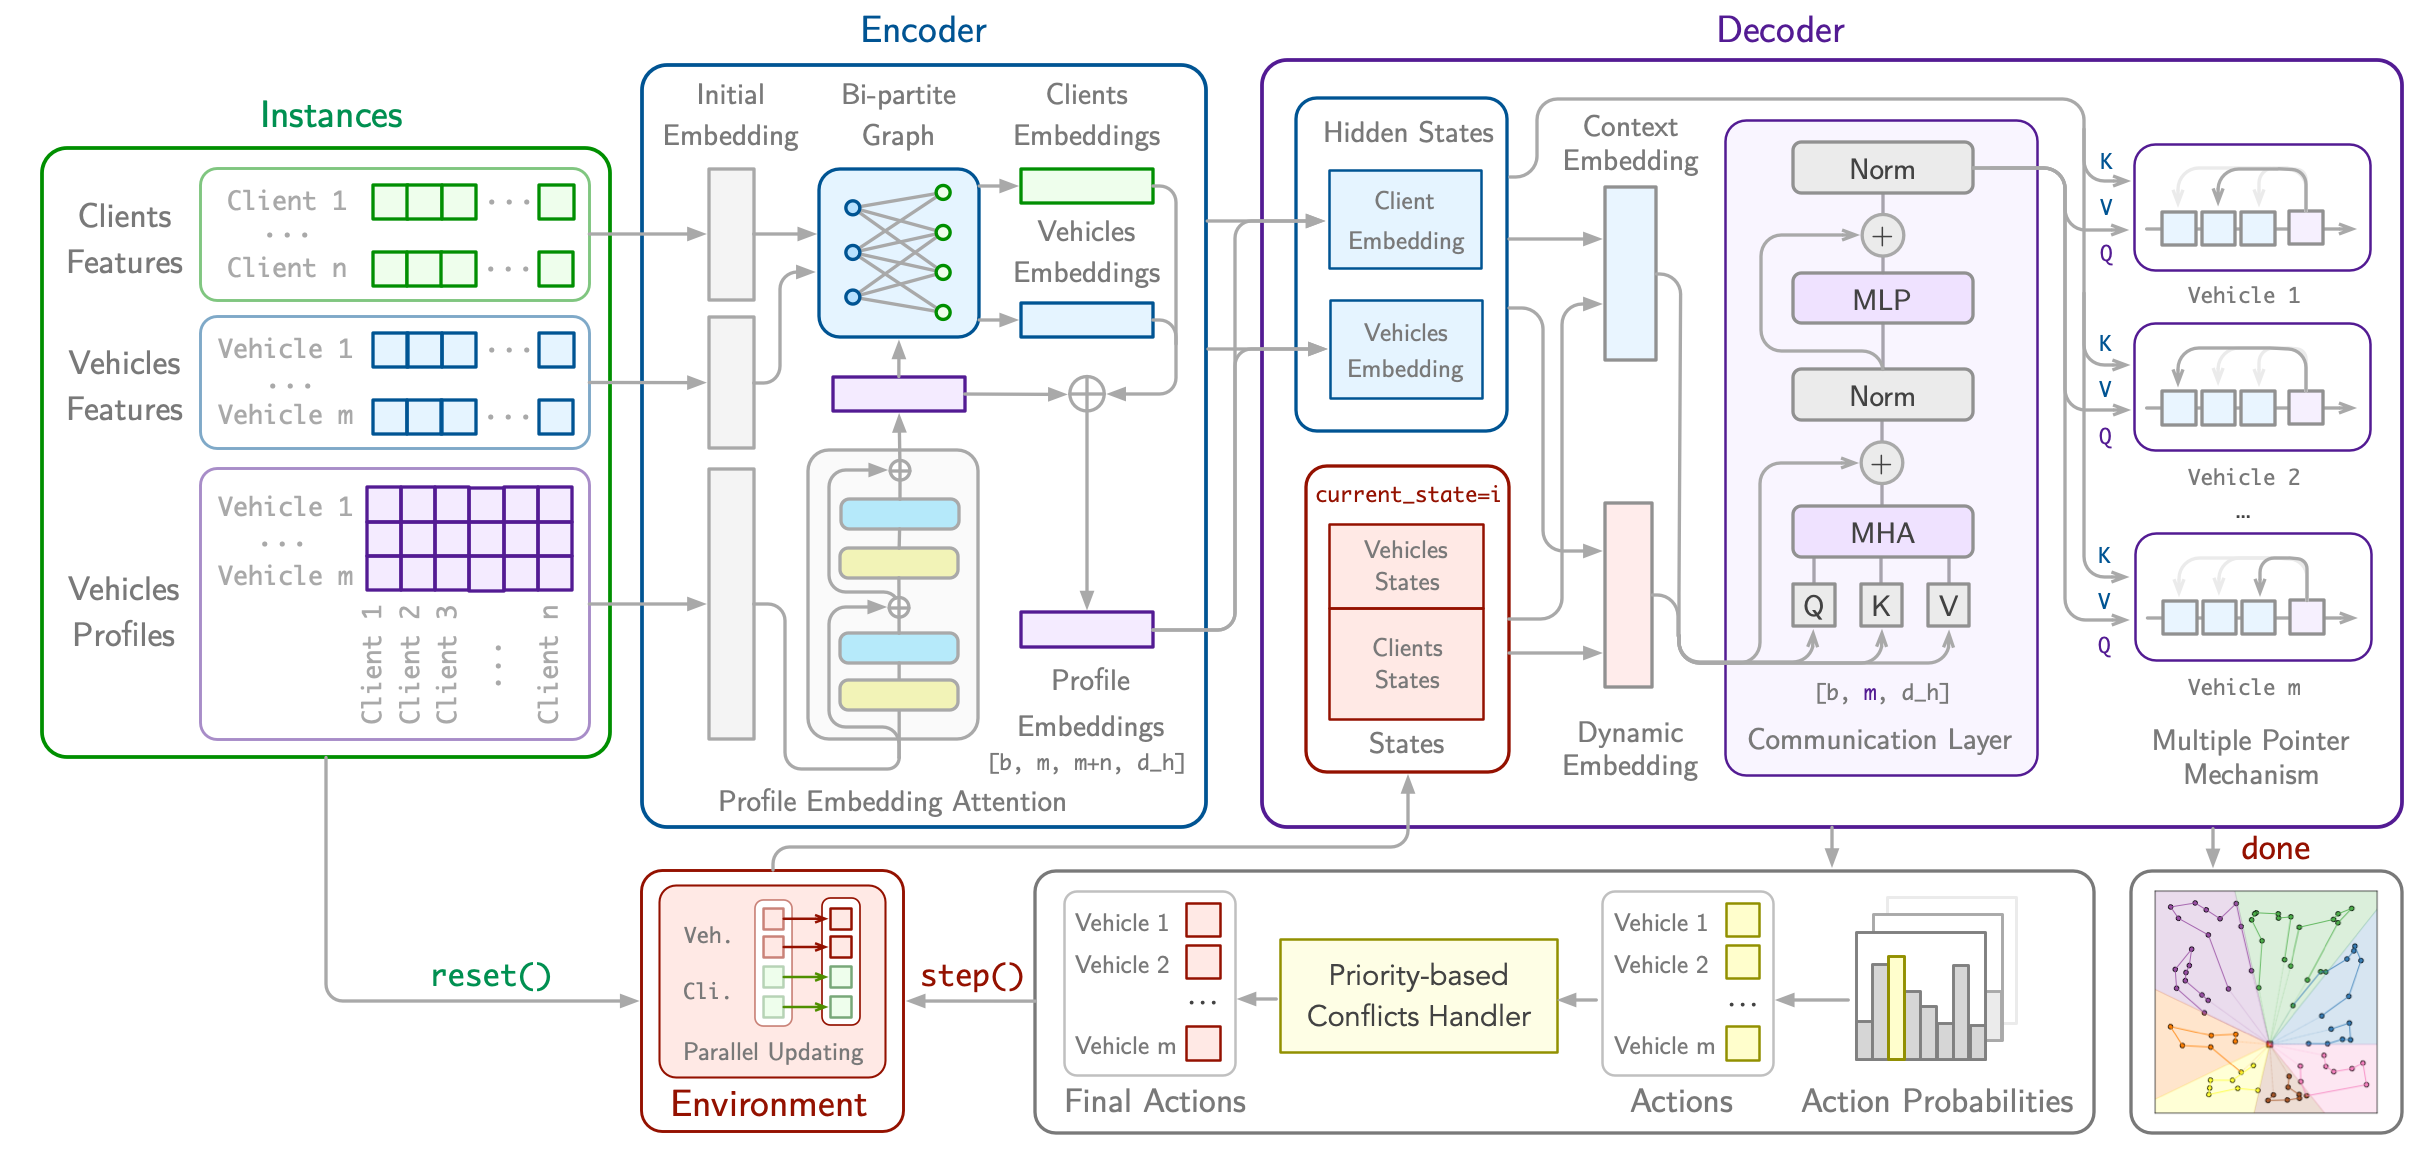 Encoder
Decoder
Instances
Clients
Features
Client 1
...
Client n
...
...
Vehicles
Features
Vehicle 1
...
Vehicle m
...
...
Vehicles
Profiles
Vehicle 1
...
Vehicle m
Client 1
Client 2
Client 3
...
Client n
Initial
Embedding
Bi-partite
Graph
Clients
Embeddings
Vehicles
Embeddings
Profile
Embeddings
[b, m, m+n, d_h]
Profile Embedding Attention
Hidden States
Client
Embedding
Vehicles
Embedding
current_state=i
Vehicles
States
Clients
States
States
Context
Embedding
Dynamic
Embedding
Norm
+
MLP
Norm
+
MHA
Q K V
[b, m, d_h]
Communication Layer
K
V
Q
Vehicle 1
K
V
Q
Vehicle 2
...
K
V
Q
Vehicle m
Multiple Pointer
Mechanism
reset()
Veh.
Cli.
Parallel Updating
Environment
step()
Vehicle 1
Vehicle 2
...
Vehicle m
Final Actions
Priority-based
Conflicts Handler
Vehicle 1
Vehicle 2
...
Vehicle m
Actions
Action Probabilities
done